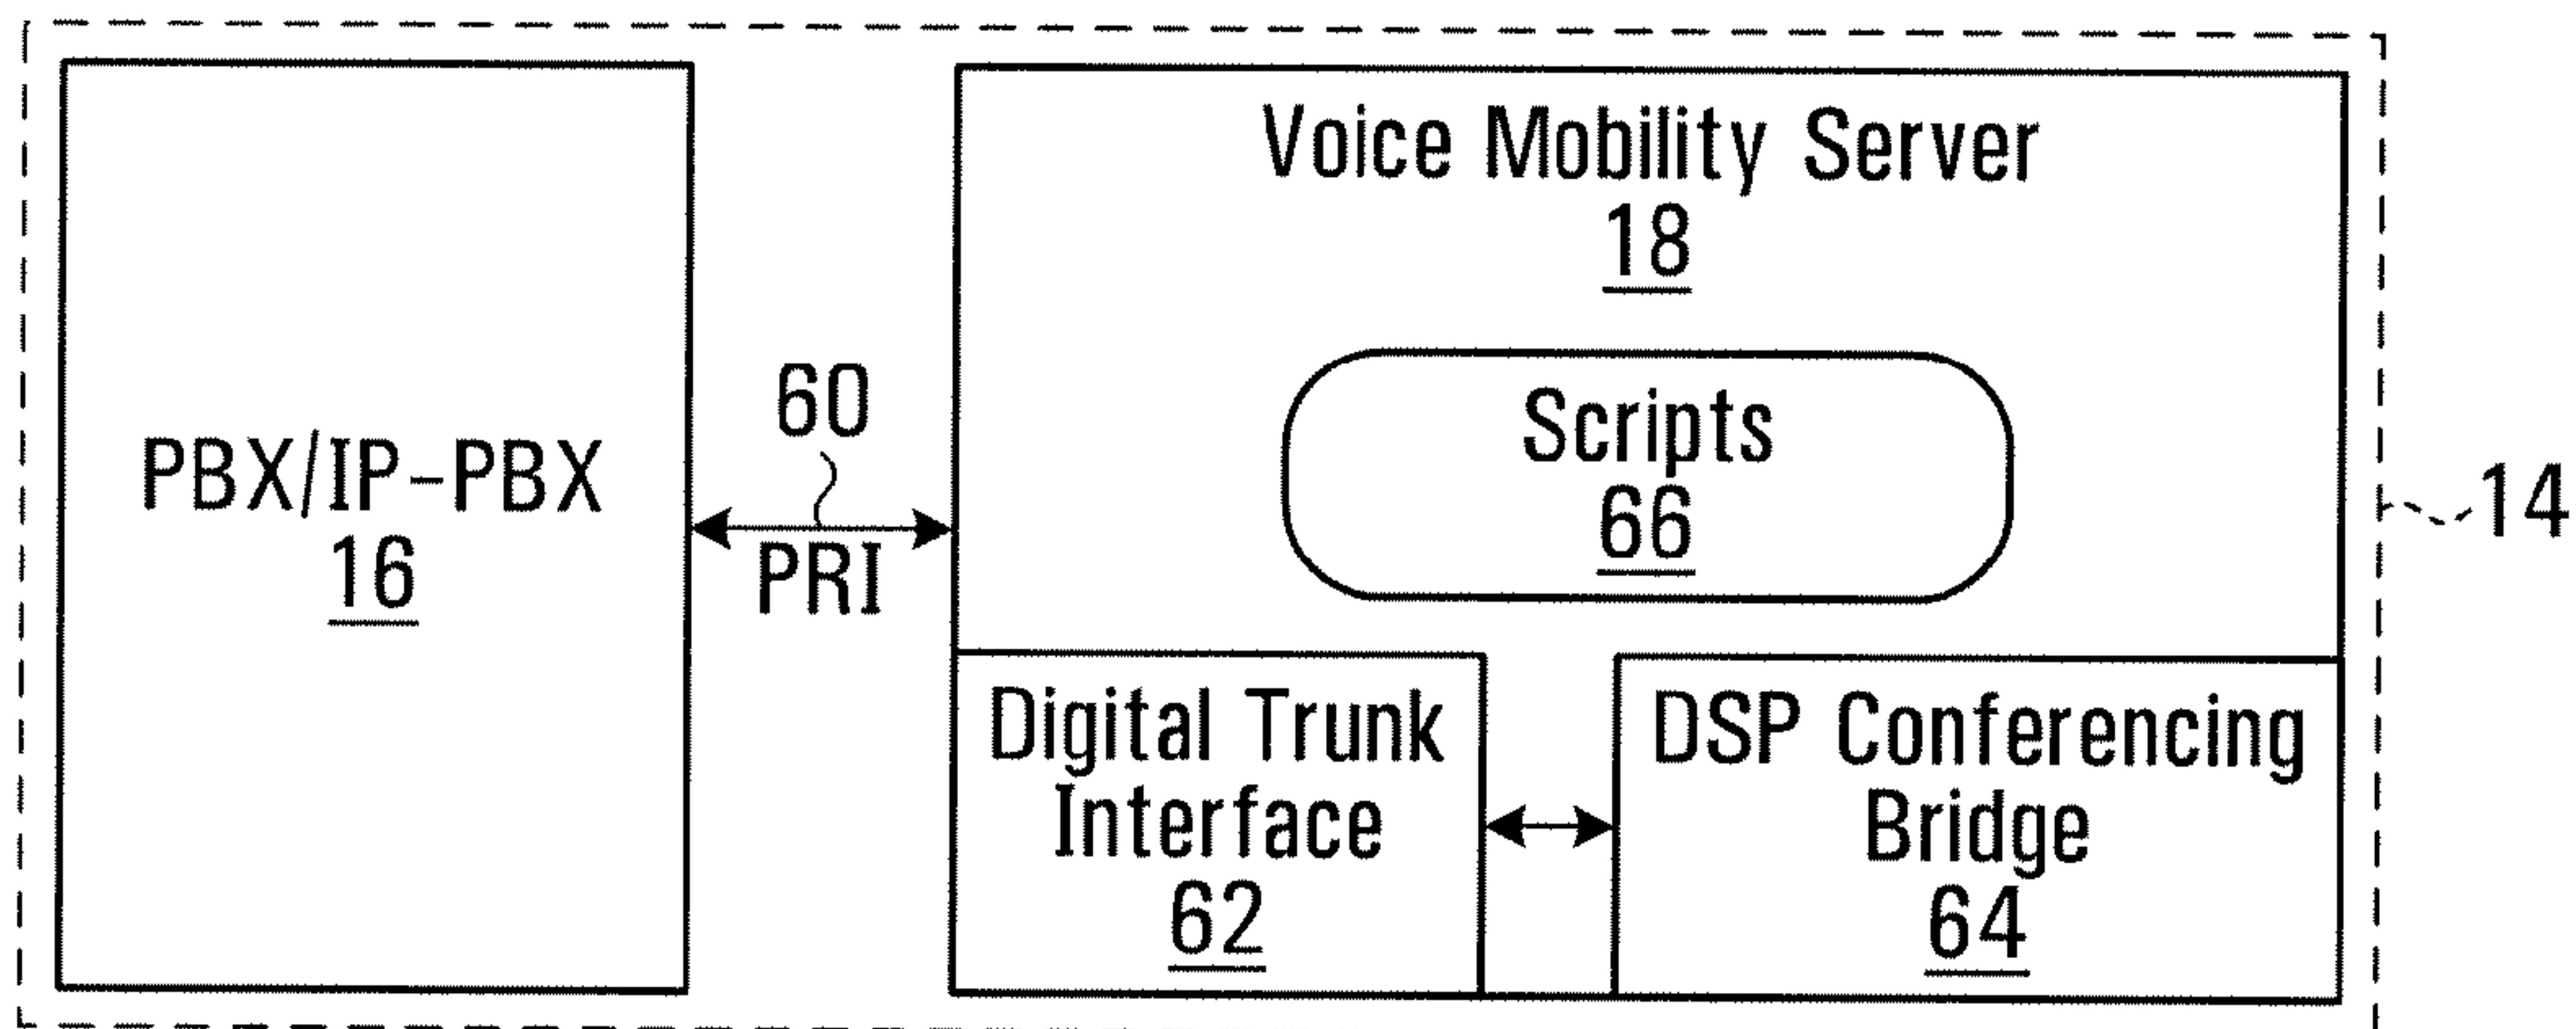 PBX/IP-PBX
16
60
PRI
Voice Mobility Server
18
Scripts
66
Digital Trunk
Interface
62
DSP Conferencing
Bridge
64
14